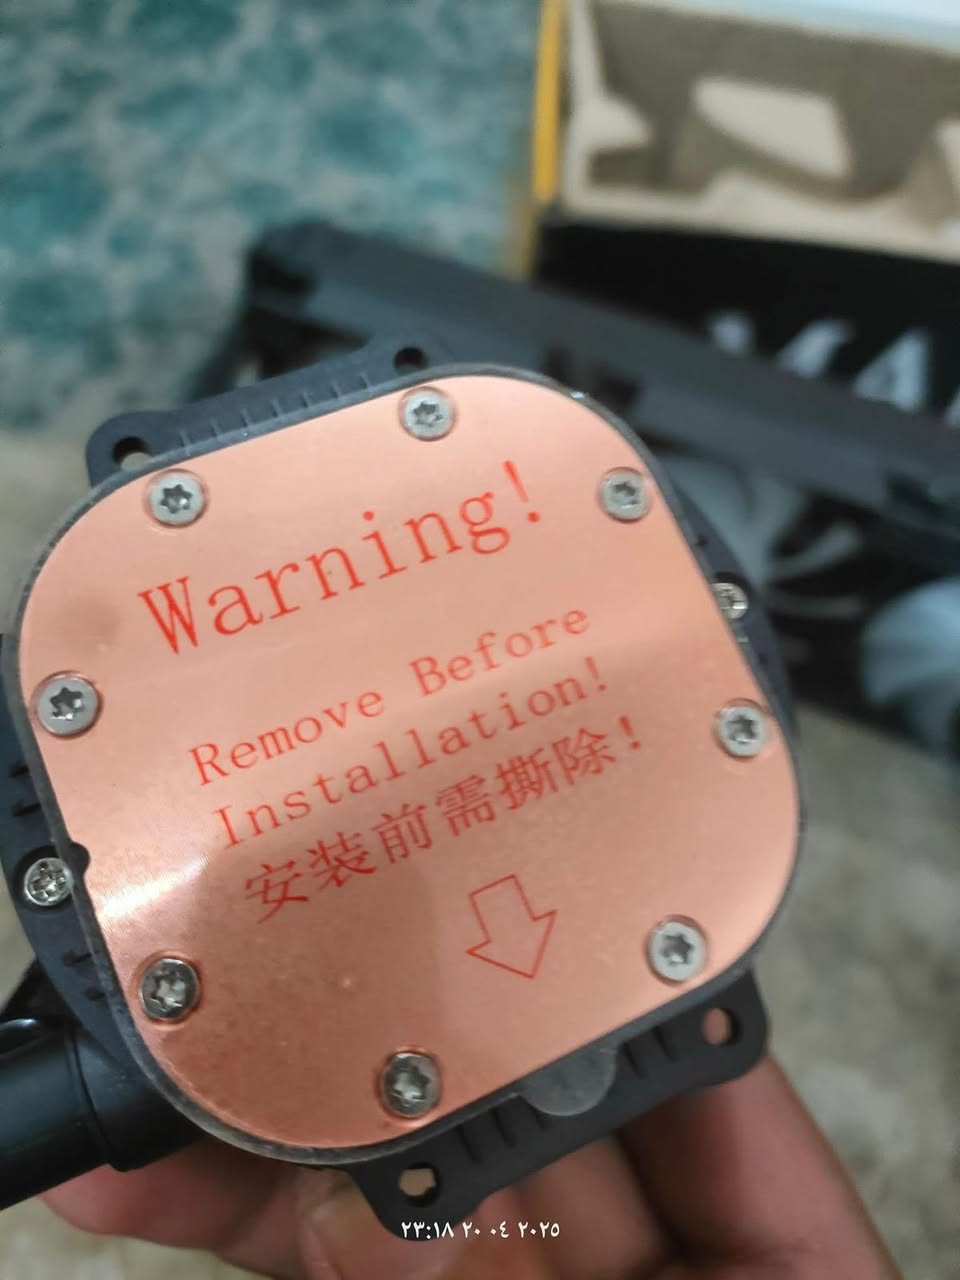 Warning!
Remove Before
Installation!
安装前需撕除!
٢٣:١٨ ٢٠ ٠٤ ٢٠٢٥